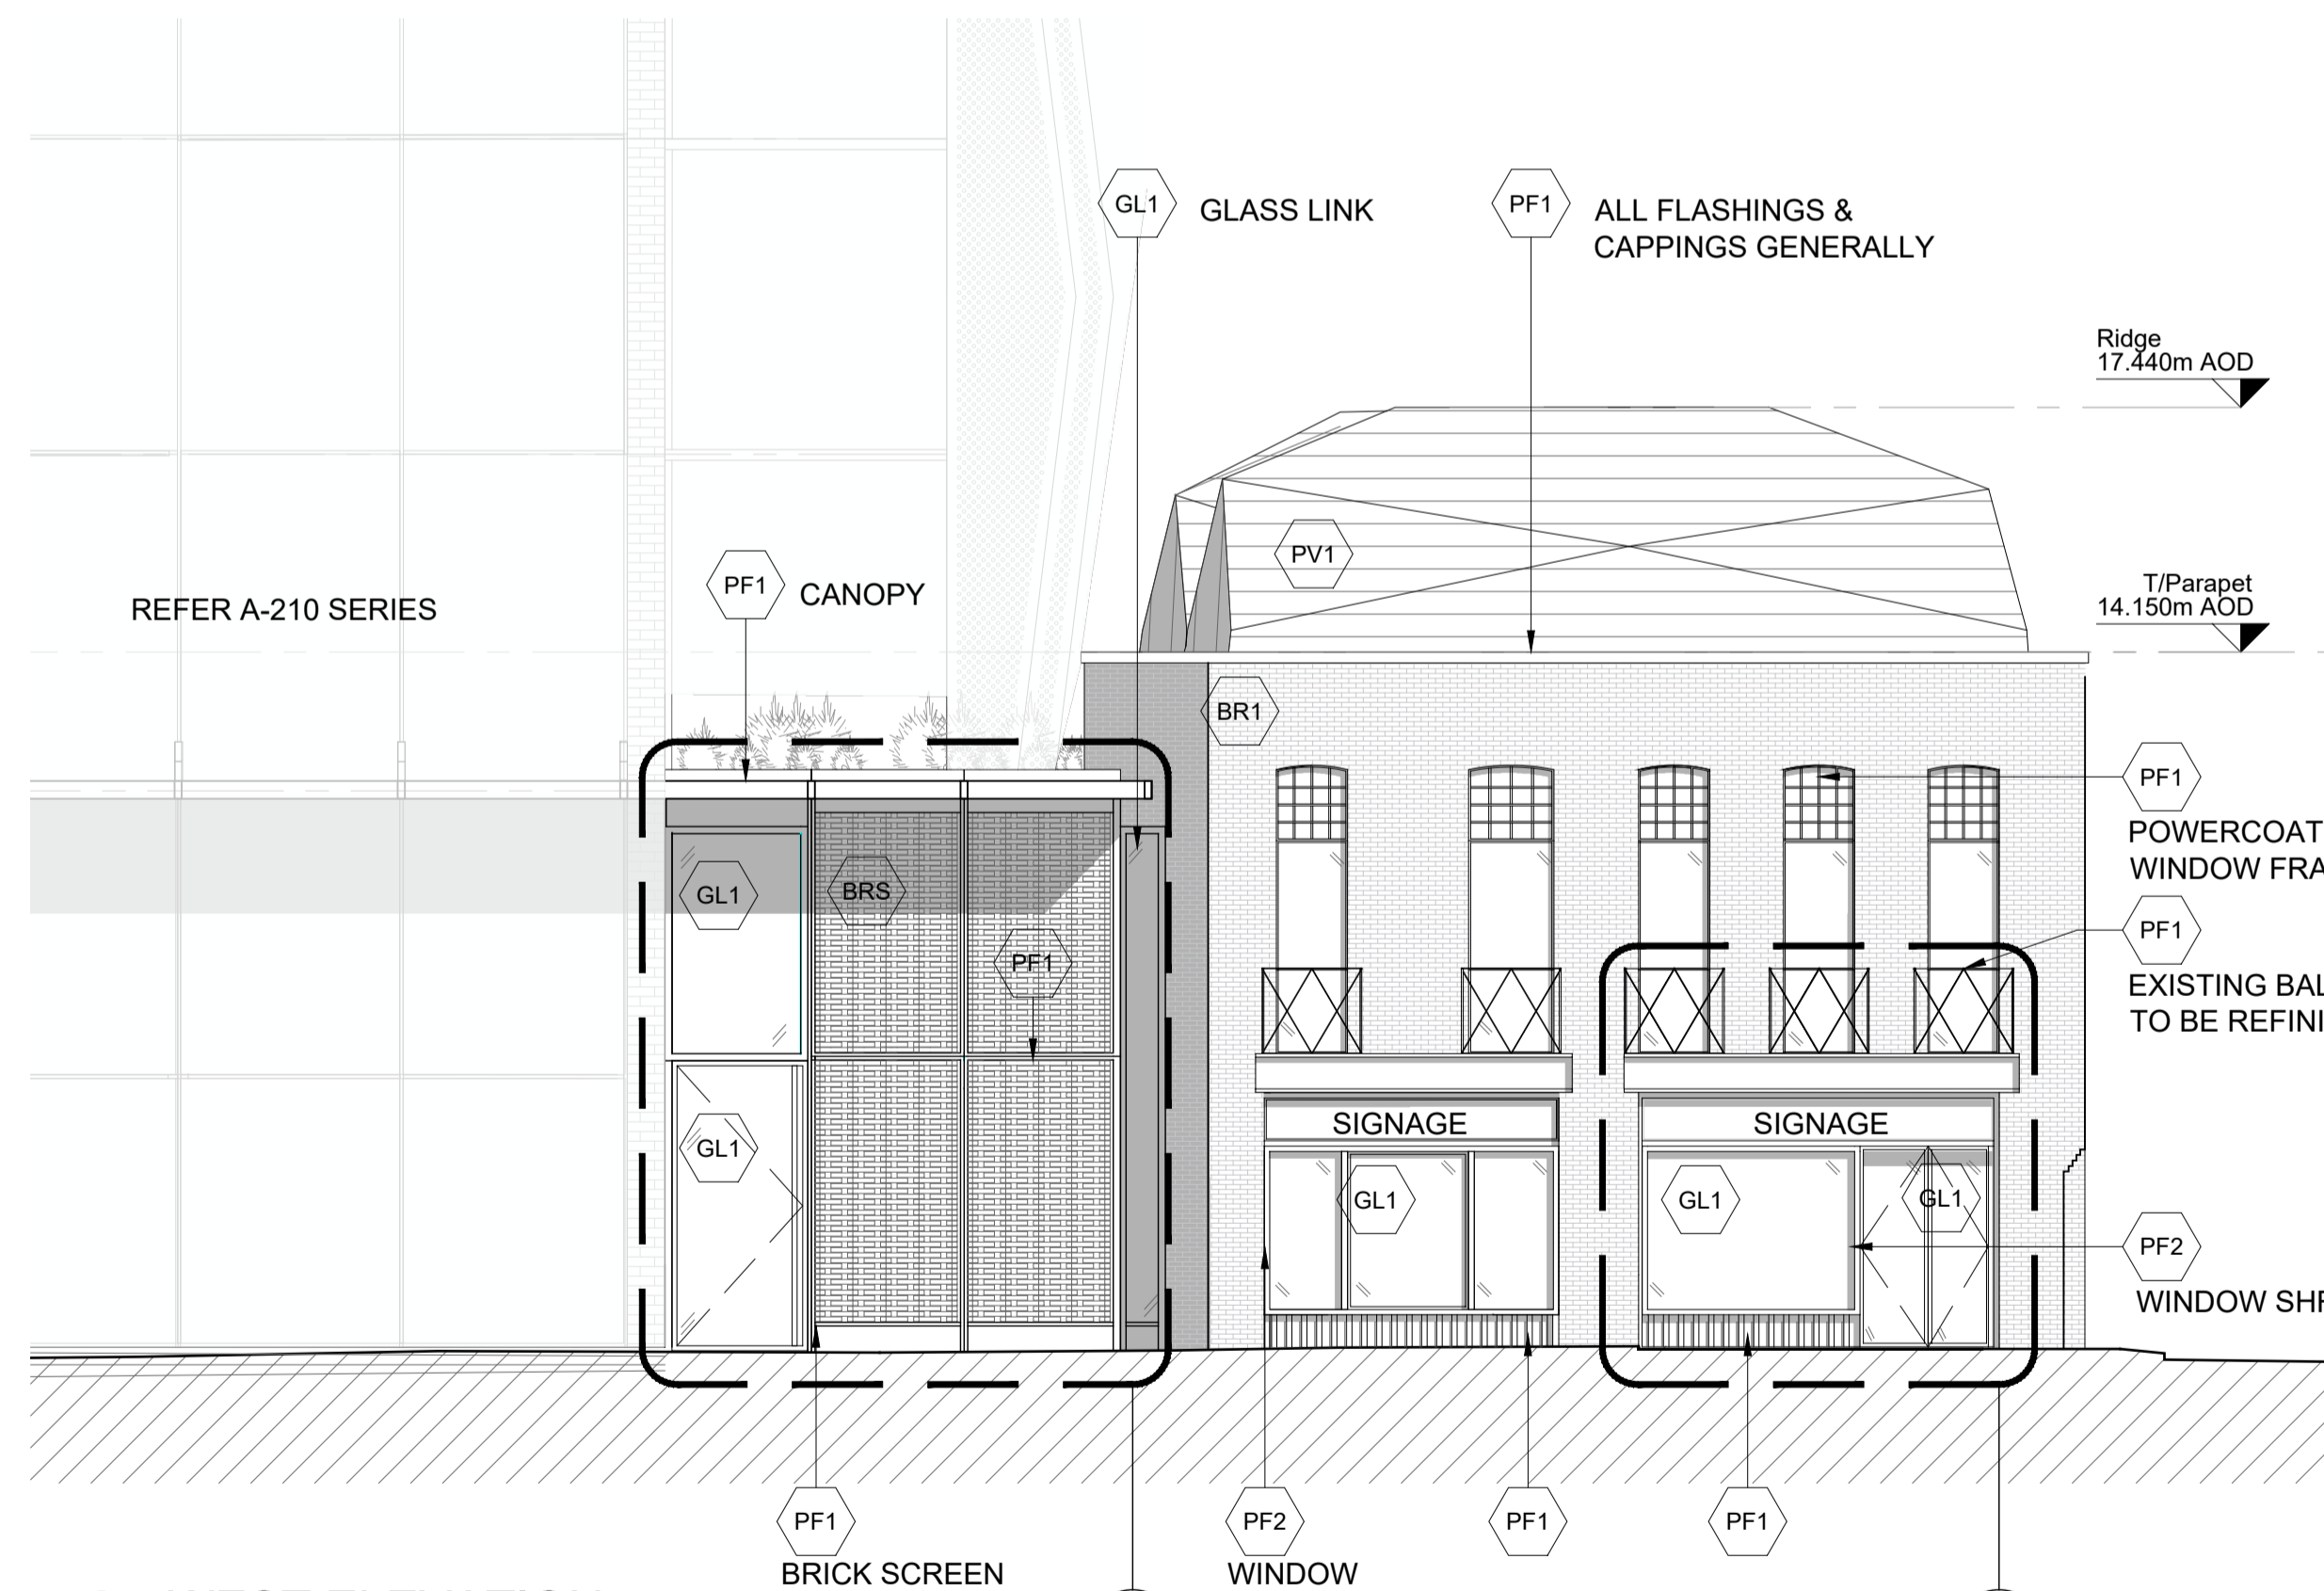 GL1
GLASS LINK
PF1
ALL FLASHINGS &
CAPPINGS GENERALLY
Ridge
17.440m AOD
PV1
T/Parapet
14.150m AOD
REFER A-210 SERIES
PF1
CANOPY
BR1
PF1
POWERCOAT
WINDOW FRA
GL1
BRS
PF1
PF1
EXISTING BAL
TO BE REFINI
SIGNAGE
SIGNAGE
GL1
GL1
GL1
GL1
PF2
WINDOW SHR
PF1
BRICK SCREEN
PF2
WINDOW
PF1
PF1